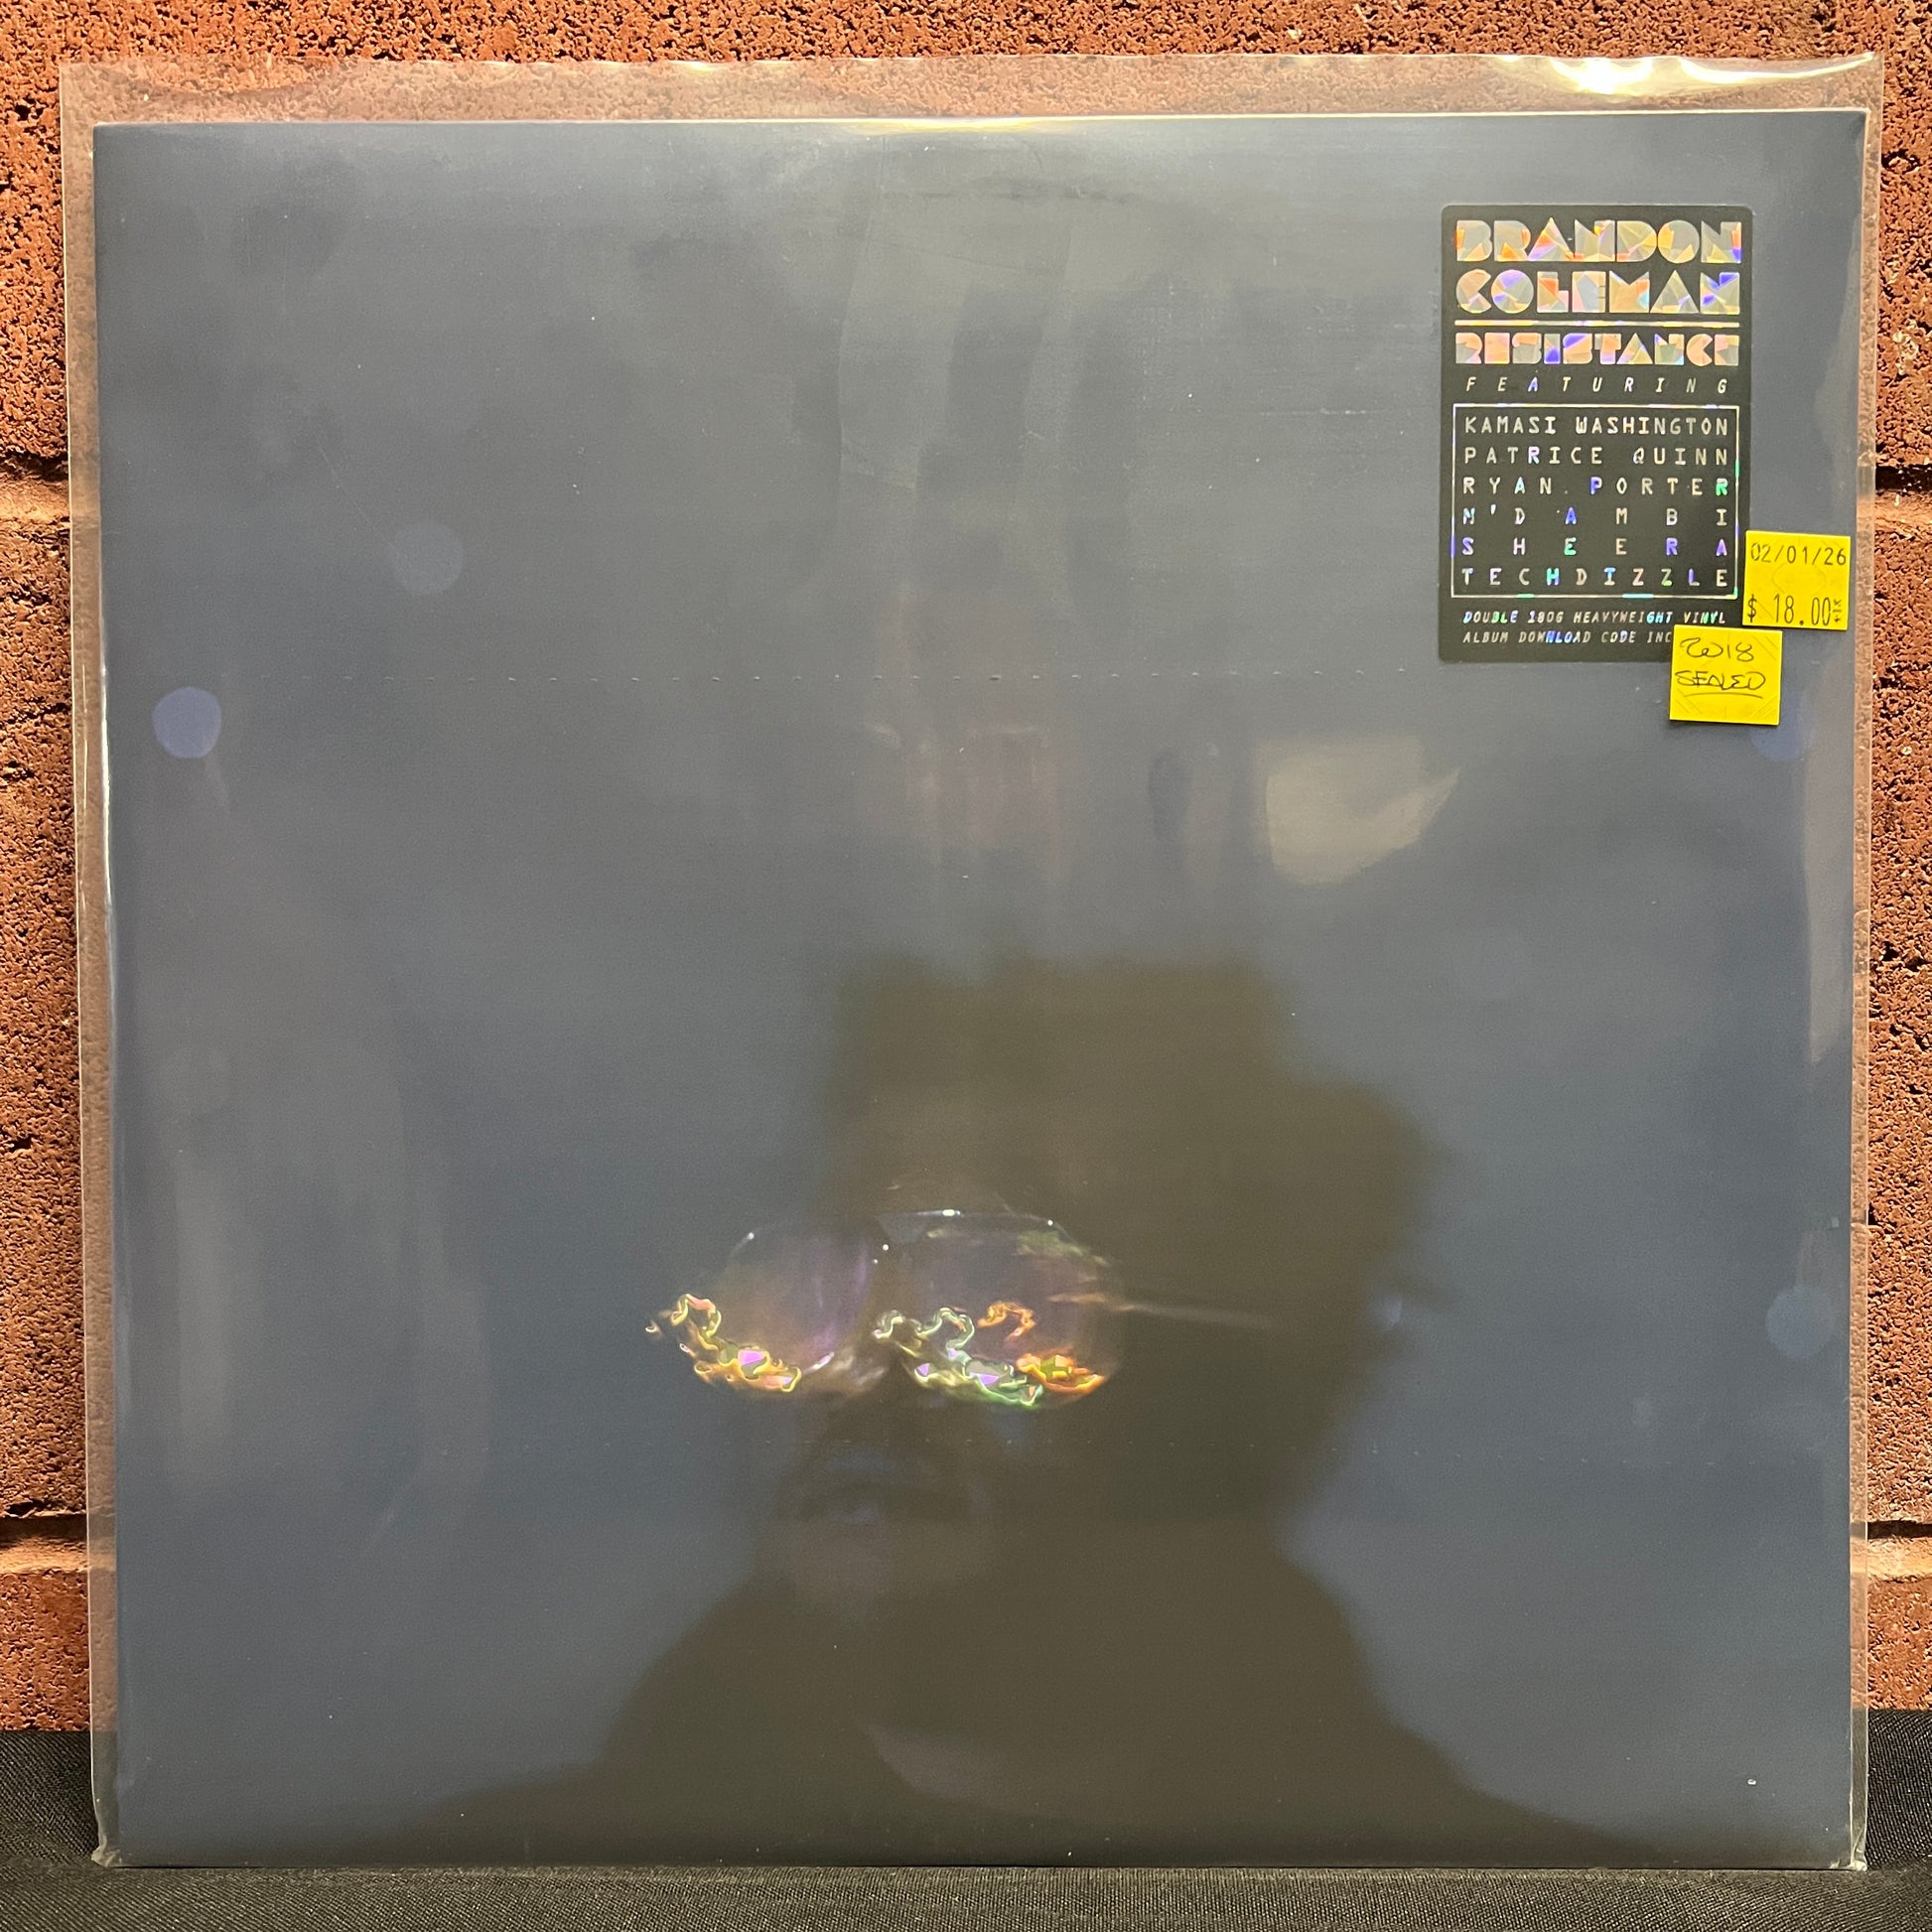 BRANDON
COLEMAN
RESISTANCE
FEATURING
KAMASI WASHINGTON
PATRICE QUINN
RYAN PORTER
N'DAMBI
SHEERA
TECHDIZZLE
DOUBLE 180G HEAVYWEIGHT VINYL
ALBUM DOWNLOAD CODE INC
02/01/26
$ 18.00
2018
SEALED